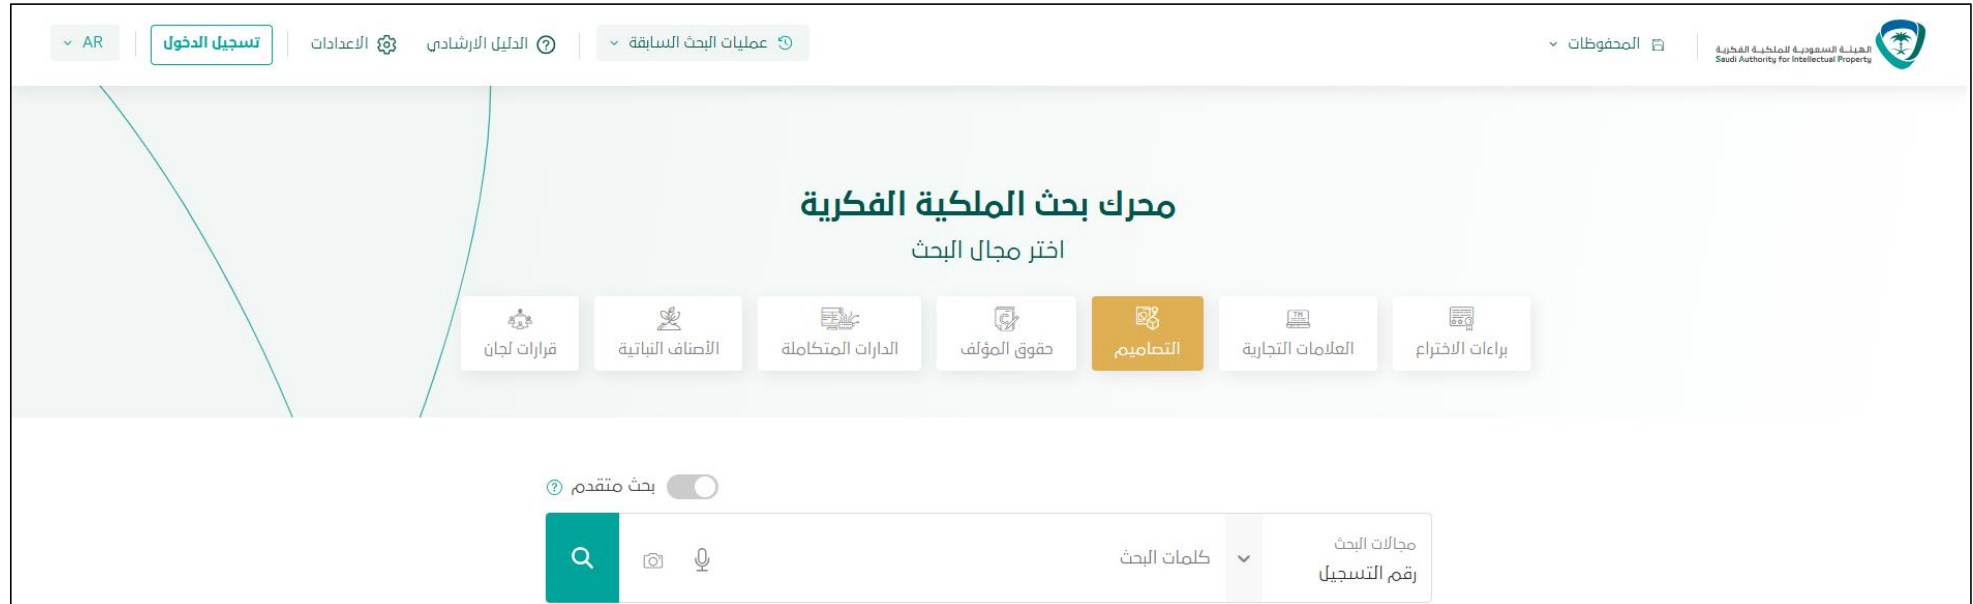 الهيئة السعودية للملكية الفكرية
Saudi Authority for Intellectual Property
المحفوظات
عمليات البحث السابقة
الدليل الارشادي
الاعدادات
تسجيل الدخول
AR
محرك بحث الملكية الفكرية
اختر مجال البحث
براءات الاختراع
TM
العلامات التجارية
التصاميم
حقوق المؤلف
الدارات المتكاملة
الأصناف النباتية
قرارات لجان
بحث متقدم
مجالات البحث
رقم التسجيل
كلمات البحث